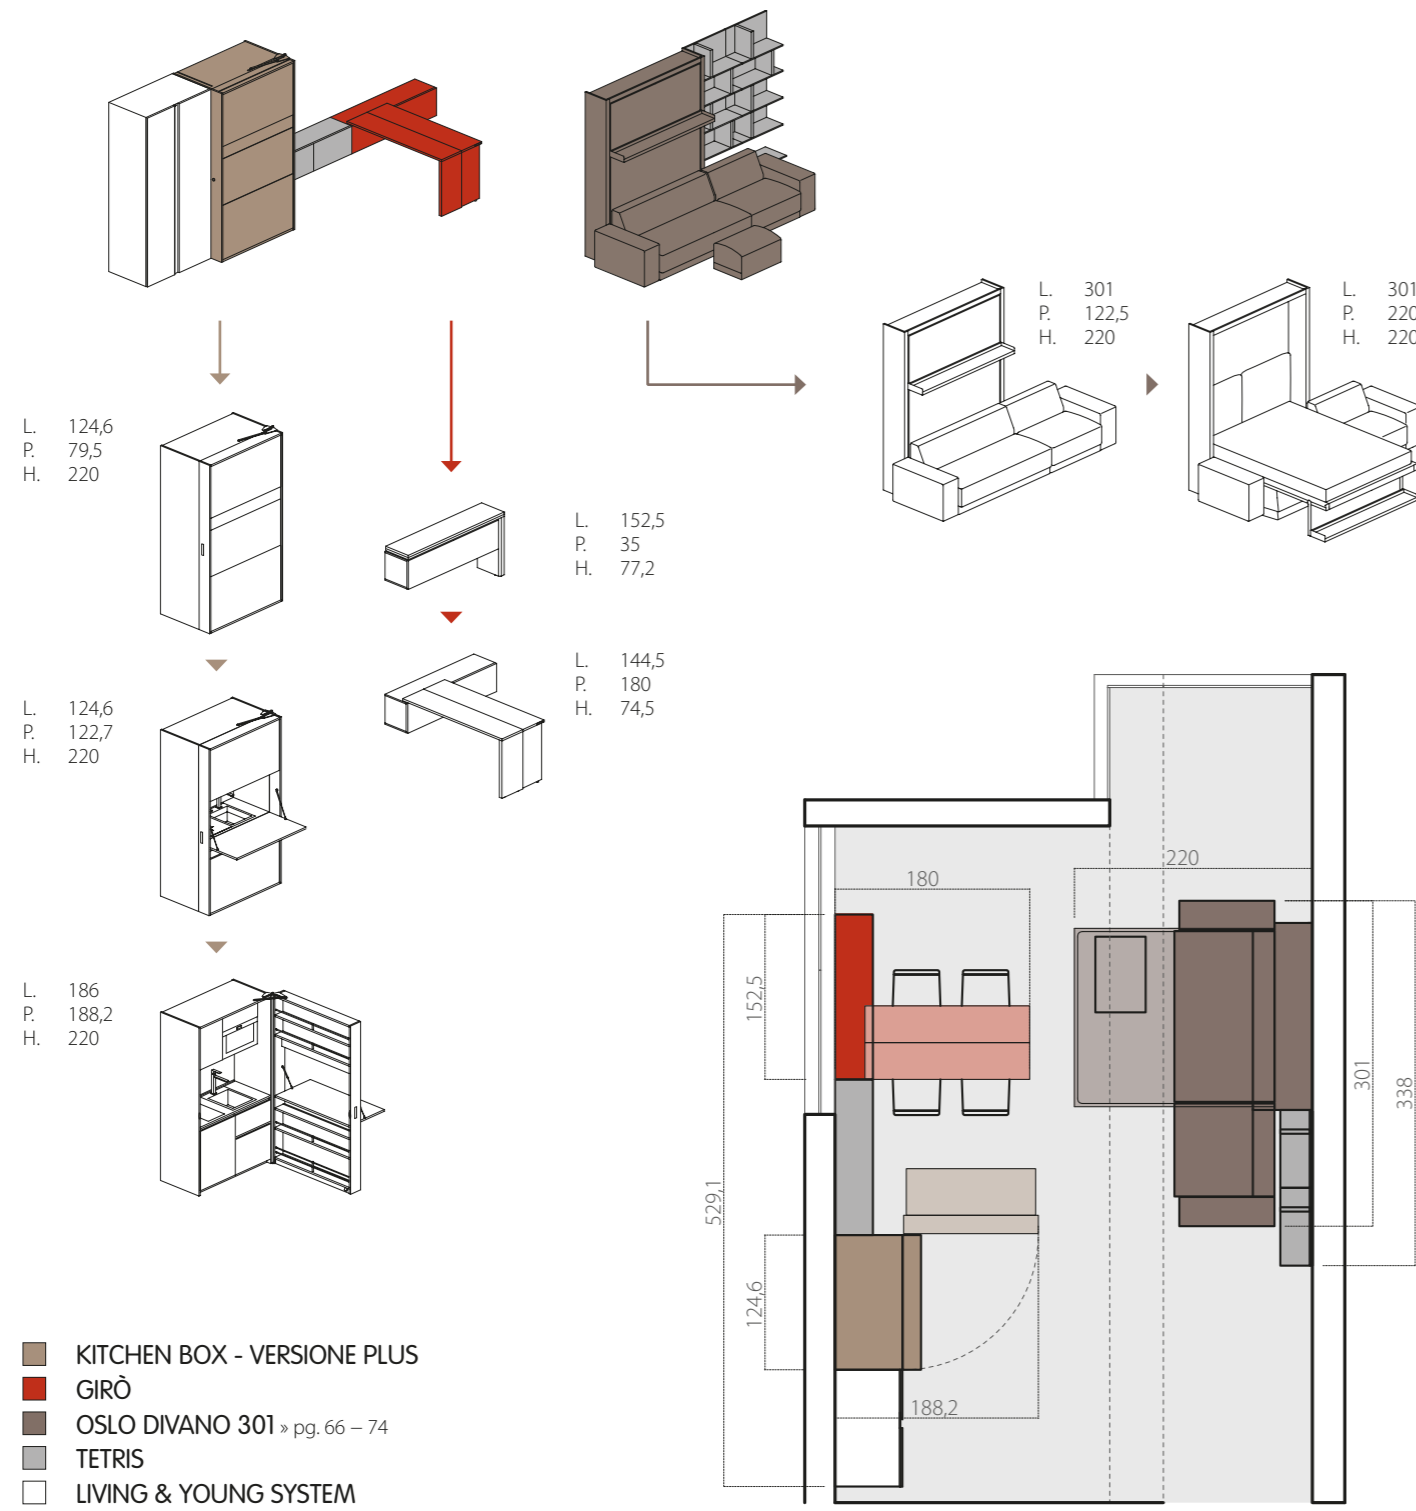 L. 301
P. 122,5
H. 220
L. 301
P. 220
H. 220
L. 124,6
P. 79,5
H. 220
L. 152,5
P. 35
H. 77,2
L. 144,5
P. 180
H. 74,5
L. 124,6
P. 122,7
H. 220
L. 186
P. 188,2
H. 220
220
180
152,5
301
338
529,1
124,6
188,2
KITCHEN BOX - VERSIONE PLUS
GIRÒ
OSLO DIVANO 301 » pg. 66 – 74
TETRIS
LIVING & YOUNG SYSTEM